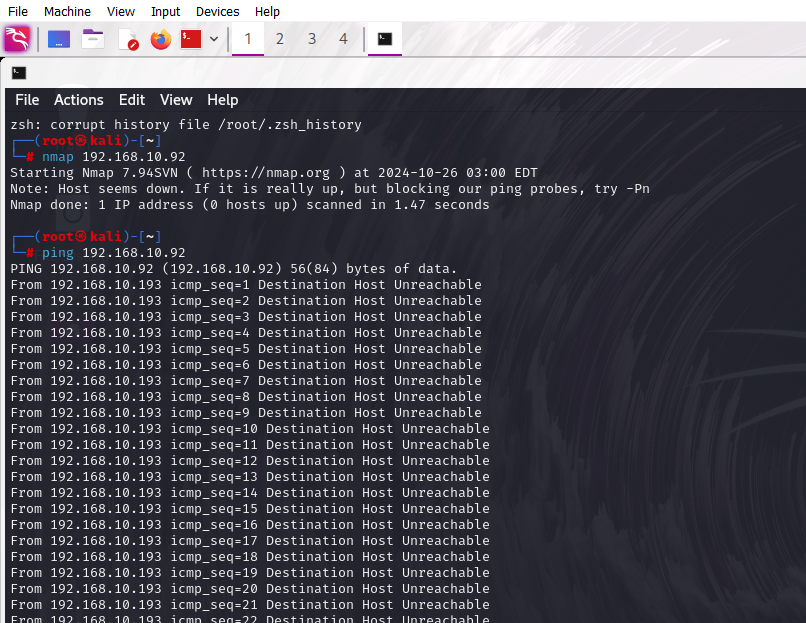 File Machine View Input Devices Help
1 2 3 4
File Actions Edit View Help
zsh: corrupt history file /root/.zsh_history
┌──(root㉿kali)-[~]
└─# nmap 192.168.10.92
Starting Nmap 7.94SVN ( https://nmap.org ) at 2024-10-26 03:00 EDT
Note: Host seems down. If it is really up, but blocking our ping probes, try -Pn
Nmap done: 1 IP address (0 hosts up) scanned in 1.47 seconds
┌──(root㉿kali)-[~]
└─# ping 192.168.10.92
PING 192.168.10.92 (192.168.10.92) 56(84) bytes of data.
From 192.168.10.193 icmp_seq=1 Destination Host Unreachable
From 192.168.10.193 icmp_seq=2 Destination Host Unreachable
From 192.168.10.193 icmp_seq=3 Destination Host Unreachable
From 192.168.10.193 icmp_seq=4 Destination Host Unreachable
From 192.168.10.193 icmp_seq=5 Destination Host Unreachable
From 192.168.10.193 icmp_seq=6 Destination Host Unreachable
From 192.168.10.193 icmp_seq=7 Destination Host Unreachable
From 192.168.10.193 icmp_seq=8 Destination Host Unreachable
From 192.168.10.193 icmp_seq=9 Destination Host Unreachable
From 192.168.10.193 icmp_seq=10 Destination Host Unreachable
From 192.168.10.193 icmp_seq=11 Destination Host Unreachable
From 192.168.10.193 icmp_seq=12 Destination Host Unreachable
From 192.168.10.193 icmp_seq=13 Destination Host Unreachable
From 192.168.10.193 icmp_seq=14 Destination Host Unreachable
From 192.168.10.193 icmp_seq=15 Destination Host Unreachable
From 192.168.10.193 icmp_seq=16 Destination Host Unreachable
From 192.168.10.193 icmp_seq=17 Destination Host Unreachable
From 192.168.10.193 icmp_seq=18 Destination Host Unreachable
From 192.168.10.193 icmp_seq=19 Destination Host Unreachable
From 192.168.10.193 icmp_seq=20 Destination Host Unreachable
From 192.168.10.193 icmp_seq=21 Destination Host Unreachable
From 192.168.10.193 icmp_seq=22 Destination Host Unreachable